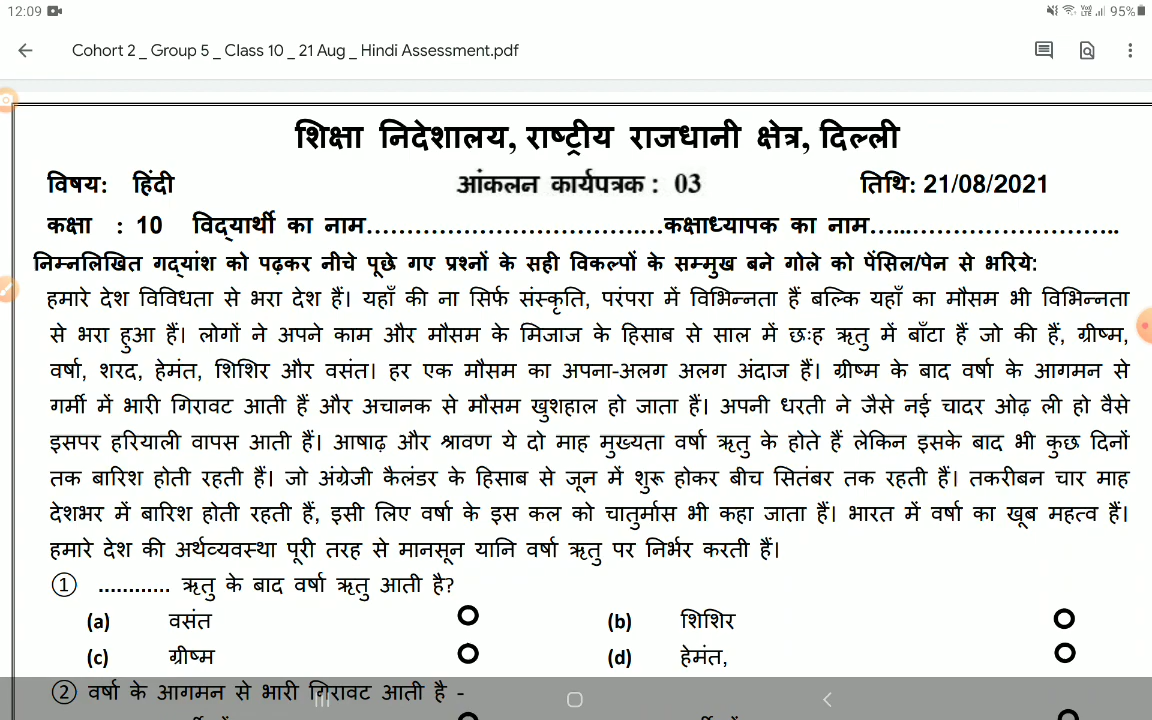 12:09 95%
Cohort 2 _ Group 5 _ Class 10 _ 21 Aug _ Hindi Assessment.pdf
शिक्षा निदेशालय, राष्ट्रीय राजधानी क्षेत्र, दिल्ली
विषय: हिंदी आंकलन कार्यपत्रक : 03 तिथि: 21/08/2021
कक्षा : 10 विद्यार्थी का नाम.......................................कक्षाध्यापक का नाम.................................
निम्नलिखित गद्यांश को पढ़कर नीचे पूछे गए प्रश्नों के सही विकल्पों के सम्मुख बने गोले को पेंसिल/पेन से भरिये:
हमारे देश विविधता से भरा देश हैं। यहाँ की ना सिर्फ संस्कृति, परंपरा में विभिन्नता हैं बल्कि यहाँ का मौसम भी विभिन्नता
से भरा हुआ हैं। लोगों ने अपने काम और मौसम के मिजाज के हिसाब से साल में छःह ऋतु में बाँटा हैं जो की हैं, ग्रीष्म,
वर्षा, शरद, हेमंत, शिशिर और वसंत। हर एक मौसम का अपना-अलग अलग अंदाज हैं। ग्रीष्म के बाद वर्षा के आगमन से
गर्मी में भारी गिरावट आती हैं और अचानक से मौसम खुशहाल हो जाता हैं। अपनी धरती ने जैसे नई चादर ओढ़ ली हो वैसे
इसपर हरियाली वापस आती हैं। आषाढ़ और श्रावण ये दो माह मुख्यता वर्षा ऋतु के होते हैं लेकिन इसके बाद भी कुछ दिनों
तक बारिश होती रहती हैं। जो अंग्रेजी कैलंडर के हिसाब से जून में शुरू होकर बीच सितंबर तक रहती हैं। तकरीबन चार माह
देशभर में बारिश होती रहती हैं, इसी लिए वर्षा के इस कल को चातुर्मास भी कहा जाता हैं। भारत में वर्षा का खूब महत्व हैं।
हमारे देश की अर्थव्यवस्था पूरी तरह से मानसून यानि वर्षा ऋतु पर निर्भर करती हैं।
① ............ ऋतु के बाद वर्षा ऋतु आती है?
(a) वसंत (b) शिशिर
(c) ग्रीष्म (d) हेमंत,
② वर्षा के आगमन से भारी गिरावट आती है -